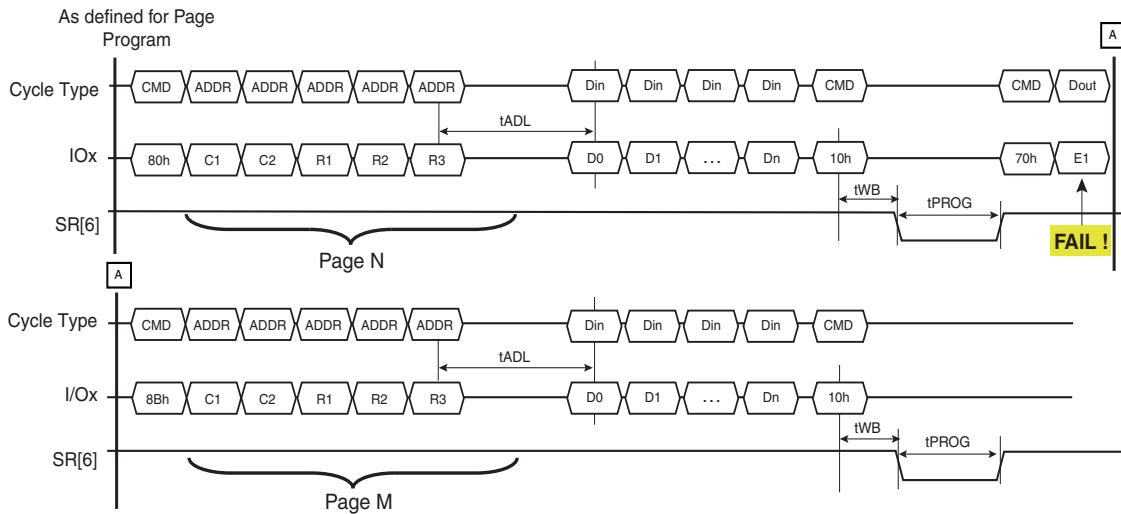 As defined for Page
Program
A
Cycle Type CMD ADDR ADDR ADDR ADDR ADDR Din Din Din Din CMD CMD Dout
tADL
IOx 80h C1 C2 R1 R2 R3 D0 D1 ... Dn 10h 70h E1
tWB tPROG
SR[6]
Page N
FAIL !
A
Cycle Type CMD ADDR ADDR ADDR ADDR ADDR Din Din Din Din CMD
tADL
I/Ox 8Bh C1 C2 R1 R2 R3 D0 D1 ... Dn 10h
tWB tPROG
SR[6]
Page M